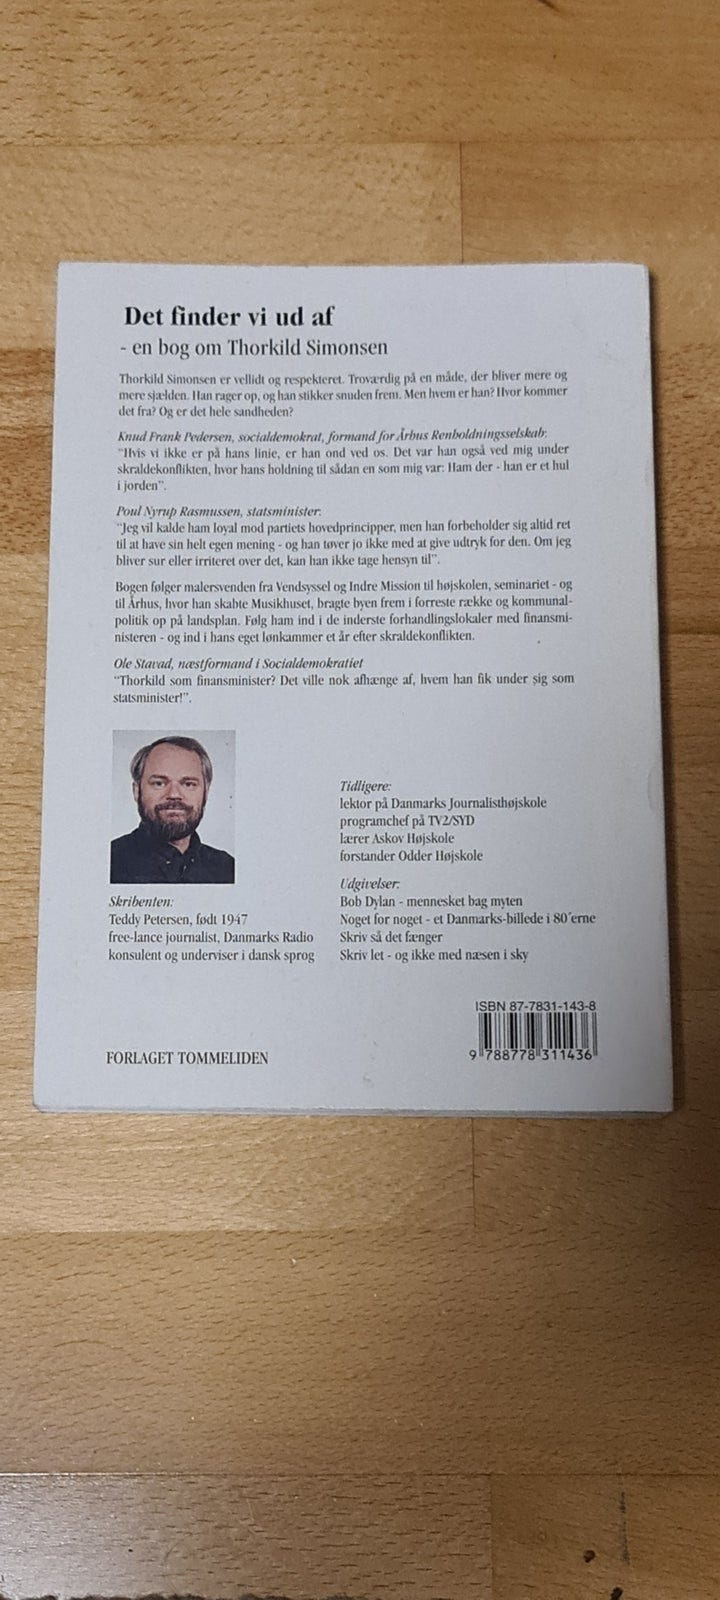 Det finder vi ud af
- en bog om Thorkild Simonsen
Thorkild Simonsen er vellidt og respekteret. Troværdig på en måde, der bliver mere og
mere sjælden. Han rager op, og han stikker snuden frem. Men hvem er han? Hvor kommer
det fra? Og er det hele sandheden?
Knud Frank Pedersen, socialdemokrat, formand for Århus Renholdningsselskab:
"Hvis vi ikke er på hans linie, er han ond ved os. Det var han også ved mig under
skraldekonflikten, hvor hans holdning til sådan en som mig var: Ham der - han er et hul
i jorden".
Poul Nyrup Rasmussen, statsminister:
"Jeg vil kalde ham loyal mod partiets hovedprincipper, men han forbeholder sig altid ret
til at have sin helt egen mening - og han tøver jo ikke med at give udtryk for den. Om jeg
bliver sur eller irriteret over det, kan han ikke tage hensyn til".
Bogen følger malersvenden fra Vendsyssel og Indre Mission til højskolen, seminariet - og
til Århus, hvor han skabte Musikhuset, bragte byen frem i forreste række og kommunal-
politik op på landsplan. Følg ham ind i de inderste forhandlingslokaler med finansmi-
nisteren - og ind i hans eget lønkammer et år efter skraldekonflikten.
Ole Stavad, næstformand i Socialdemokratiet
"Thorkild som finansminister? Det ville nok afhænge af, hvem han fik under sig som
statsminister!".
Skribenten:
Teddy Petersen, født 1947
free-lance journalist, Danmarks Radio
konsulent og underviser i dansk sprog
Tidligere:
lektor på Danmarks Journalisthøjskole
programchef på TV2/SYD
lærer Askov Højskole
forstander Odder Højskole
Udgivelser:
Bob Dylan - mennesket bag myten
Noget for noget - et Danmarks-billede i 80´erne
Skriv så det fænger
Skriv let - og ikke med næsen i sky
FORLAGET TOMMELIDEN
ISBN 87-7831-143-8
9 788778 311436